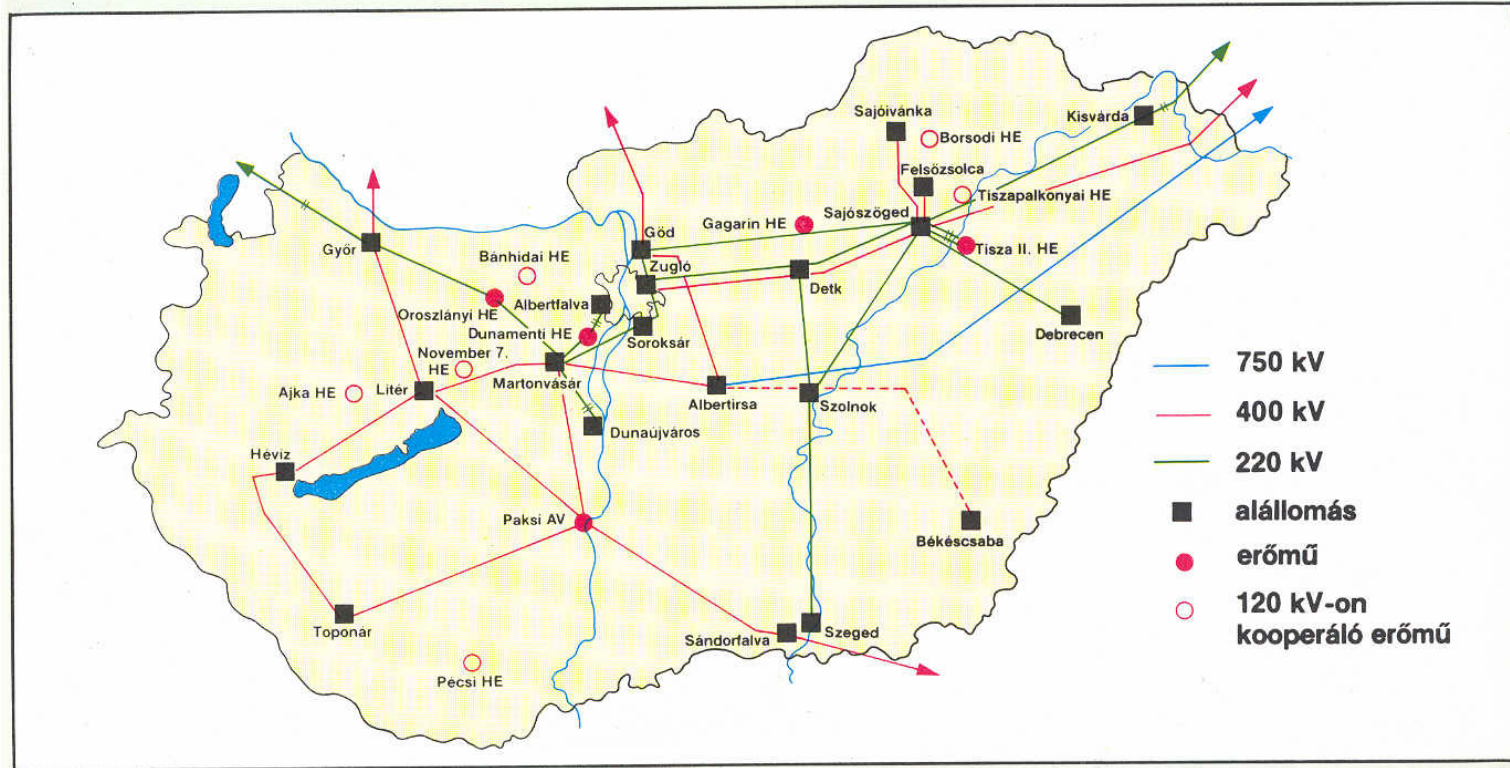 Sajóivánka
Kisvárda
Borsodi HE
Felsőzsolca
Tiszapalkonyai HE
Sajószöged
Gagarin HE
Göd
Győr
Tisza II. HE
Bánhidai HE
Zugló
Detk
Albertfalva
Oroszlányi HE
Dunamenti HE
Debrecen
Soroksár
November 7.
HE
Martonvásár
Ajka HE
Litér
Albertirsa
Szolnok
Dunaújváros
Hévíz
Paksi AV
Békéscsaba
Toponár
Sándorfalva
Szeged
Pécsi HE
750 kV
400 kV
220 kV
alállomás
erőmű
120 kV-on
kooperáló erőmű